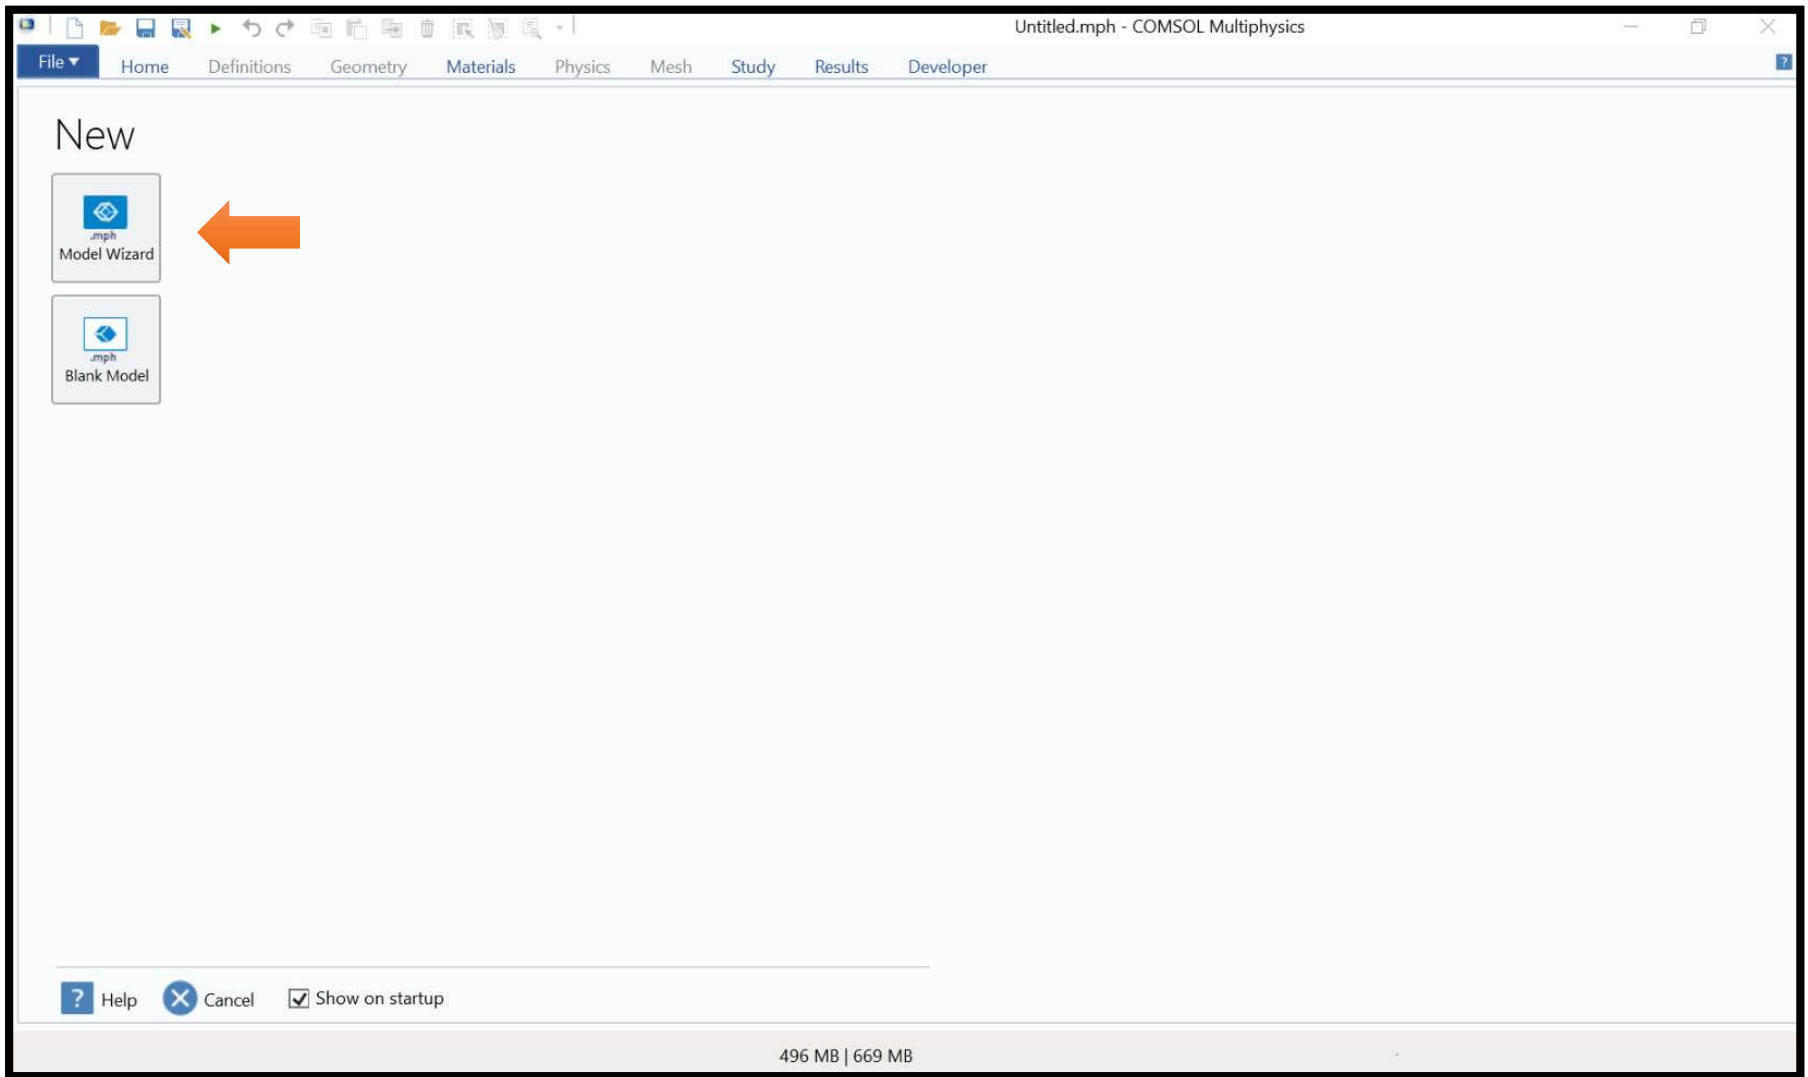 Untitled.mph - COMSOL Multiphysics
File Home Definitions Geometry Materials Physics Mesh Study Results Developer ?
New
.mph
Model Wizard
.mph
Blank Model
? Help Cancel Show on startup
496 MB | 669 MB